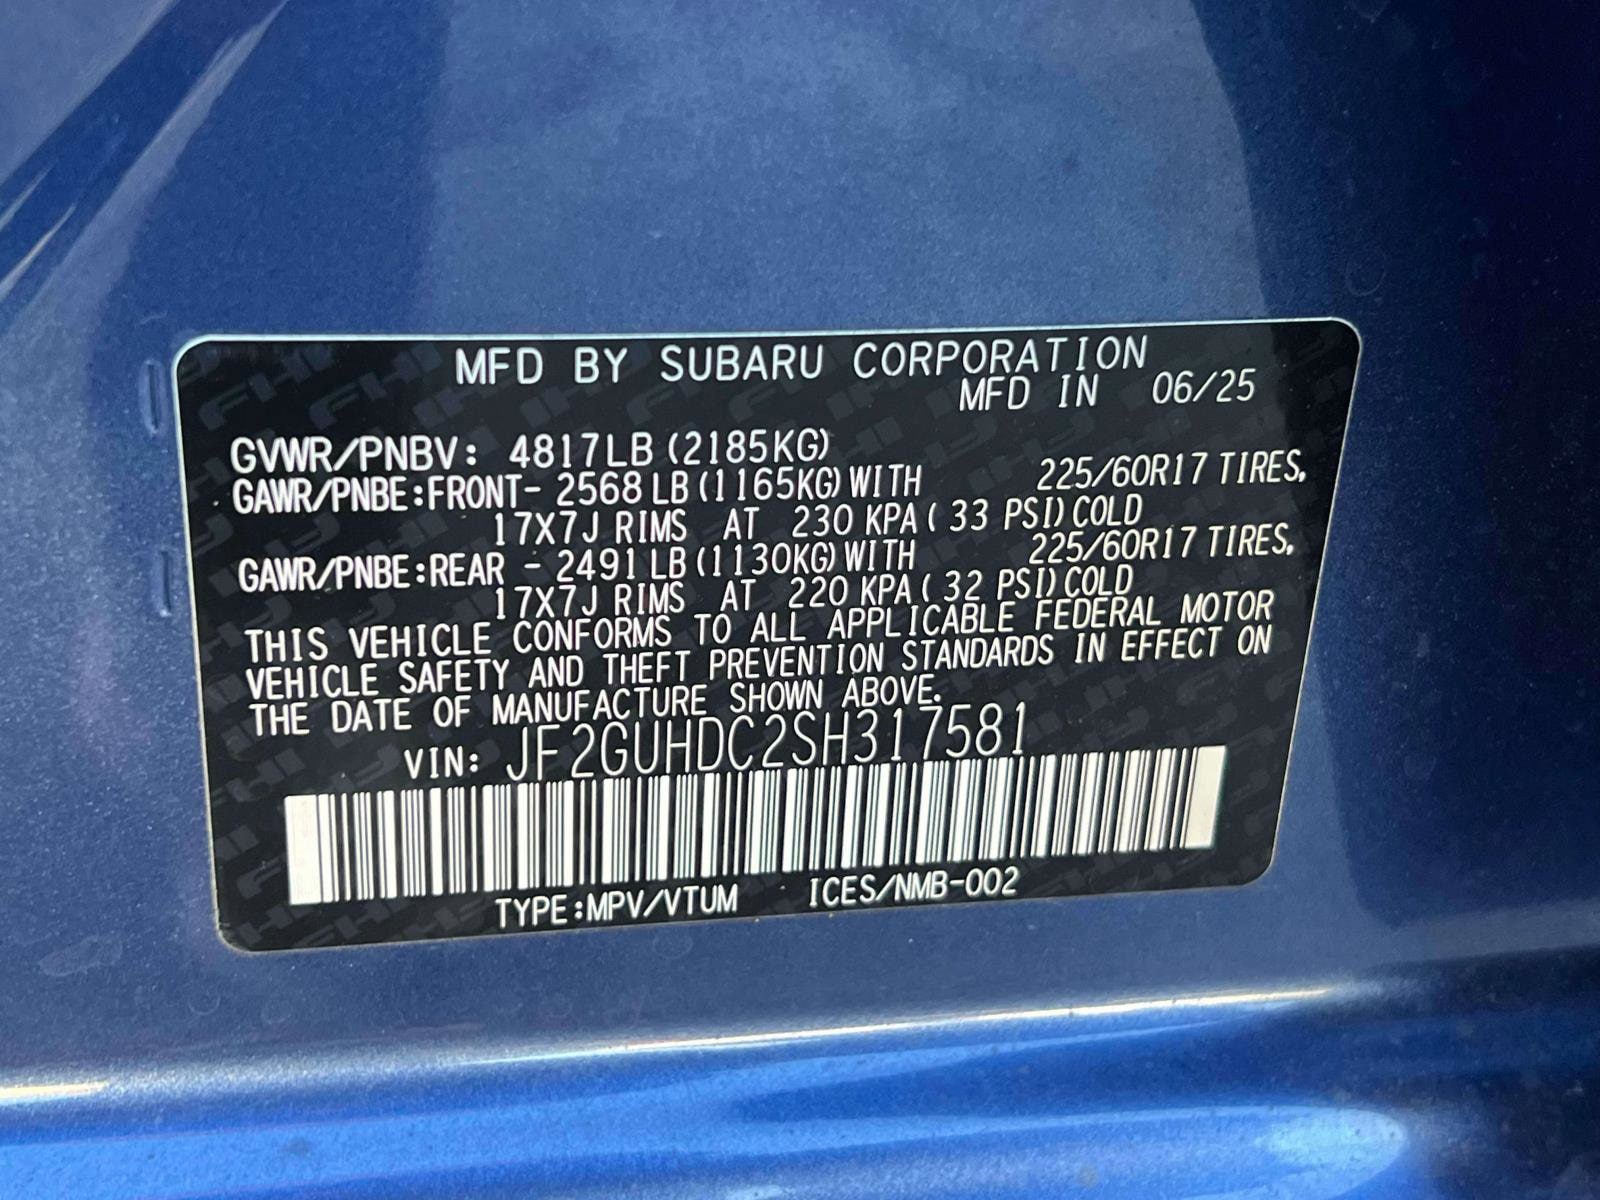 MFD BY SUBARU CORPORATION
MFD IN 06/25
GVWR/PNBV: 4817LB (2185KG)
GAWR/PNBE:FRONT- 2568 LB (1165KG) WITH 225/60R17 TIRES,
17X7J RIMS AT 230 KPA ( 33 PSI) COLD
GAWR/PNBE:REAR - 2491 LB (1130KG) WITH 225/60R17 TIRES,
17X7J RIMS AT 220 KPA ( 32 PSI) COLD
THIS VEHICLE CONFORMS TO ALL APPLICABLE FEDERAL MOTOR
VEHICLE SAFETY AND THEFT PREVENTION STANDARDS IN EFFECT ON
THE DATE OF MANUFACTURE SHOWN ABOVE.
VIN: JF2GUHDC2SH317581
TYPE:MPV/VTUM ICES/NMB-002